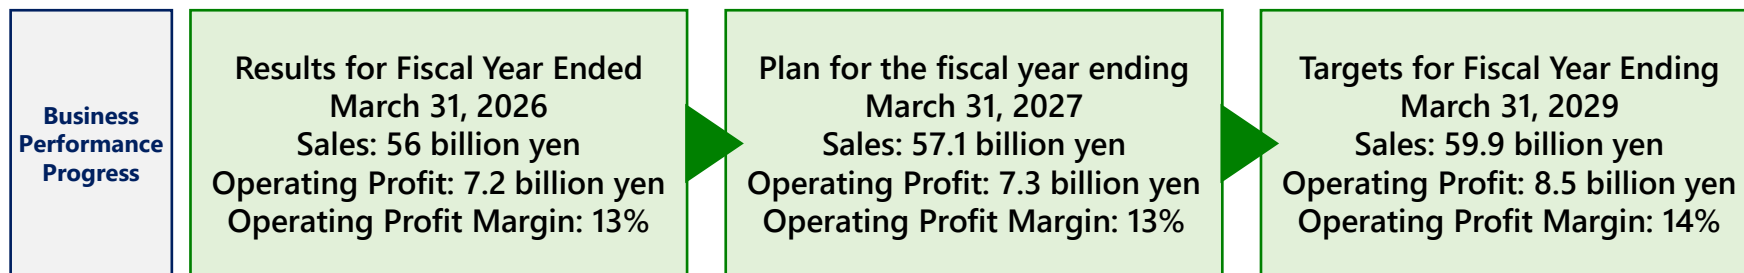 Business
Performance
Progress
Results for Fiscal Year Ended
March 31, 2026
Sales: 56 billion yen
Operating Profit: 7.2 billion yen
Operating Profit Margin: 13%
Plan for the fiscal year ending
March 31, 2027
Sales: 57.1 billion yen
Operating Profit: 7.3 billion yen
Operating Profit Margin: 13%
Targets for Fiscal Year Ending
March 31, 2029
Sales: 59.9 billion yen
Operating Profit: 8.5 billion yen
Operating Profit Margin: 14%